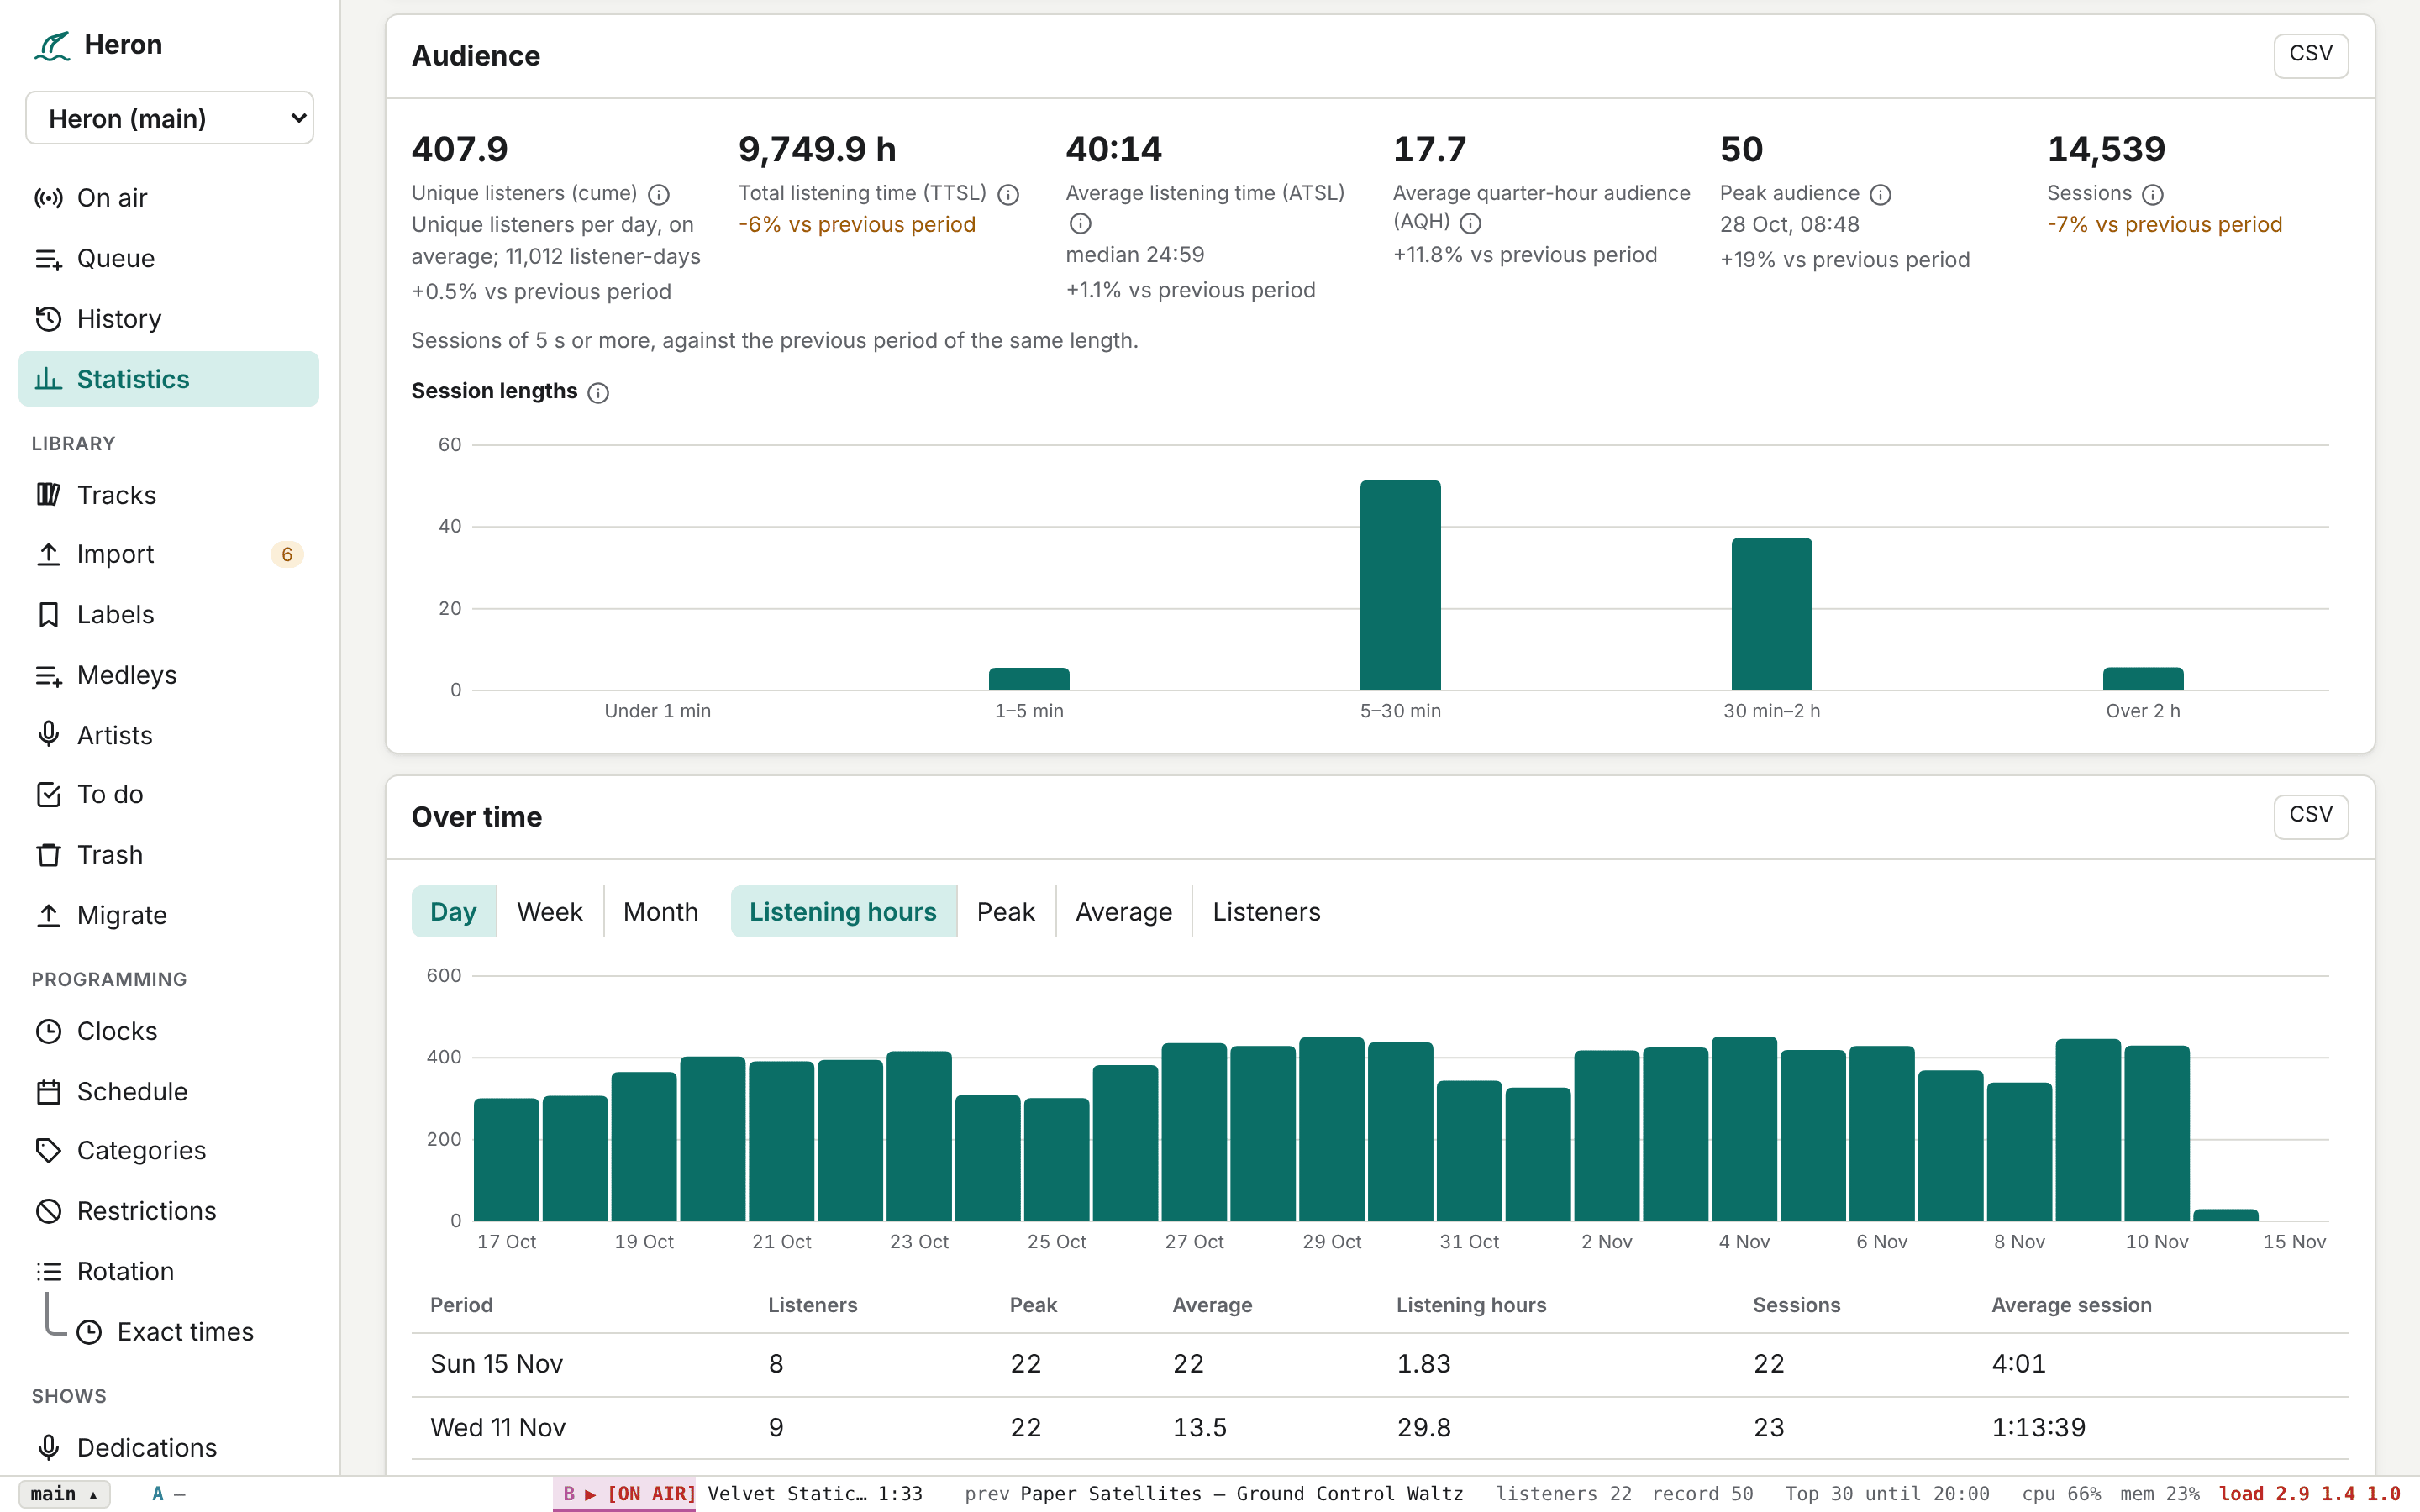 Heron
Heron (main)
On air
Queue
History
Statistics
LIBRARY
Tracks
Import 6
Labels
Medleys
Artists
To do
Trash
Migrate
PROGRAMMING
Clocks
Schedule
Categories
Restrictions
Rotation
Exact times
SHOWS
Dedications
Audience
CSV
407.9
Unique listeners (cume)
Unique listeners per day, on
average; 11,012 listener-days
+0.5% vs previous period
9,749.9 h
Total listening time (TTSL)
-6% vs previous period
40:14
Average listening time (ATSL)
median 24:59
+1.1% vs previous period
17.7
Average quarter-hour audience
(AQH)
+11.8% vs previous period
50
Peak audience
28 Oct, 08:48
+19% vs previous period
14,539
Sessions
-7% vs previous period
Sessions of 5 s or more, against the previous period of the same length.
Session lengths
60
40
20
0
Under 1 min 1–5 min 5–30 min 30 min–2 h Over 2 h
Over time
CSV
Day Week Month Listening hours Peak Average Listeners
600
400
200
0
17 Oct 19 Oct 21 Oct 23 Oct 25 Oct 27 Oct 29 Oct 31 Oct 2 Nov 4 Nov 6 Nov 8 Nov 10 Nov 15 Nov
Period Listeners Peak Average Listening hours Sessions Average session
Sun 15 Nov 8 22 22 1.83 22 4:01
Wed 11 Nov 9 22 13.5 29.8 23 1:13:39
main ▴ A — B ▶ [ON AIR] Velvet Static… 1:33 prev Paper Satellites — Ground Control Waltz listeners 22 record 50 Top 30 until 20:00 cpu 66% mem 23% load 2.9 1.4 1.0